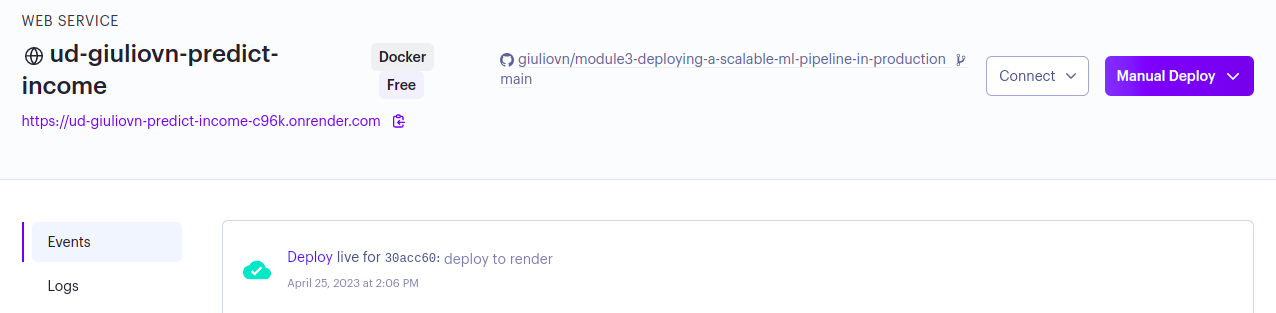 WEB SERVICE
ud-giuliovn-predict-
income
Docker
Free
https://ud-giuliovn-predict-income-c96k.onrender.com
giuliovn/module3-deploying-a-scalable-ml-pipeline-in-production
main
Connect
Manual Deploy
Events
Logs
Deploy live for 30acc60: deploy to render
April 25, 2023 at 2:06 PM